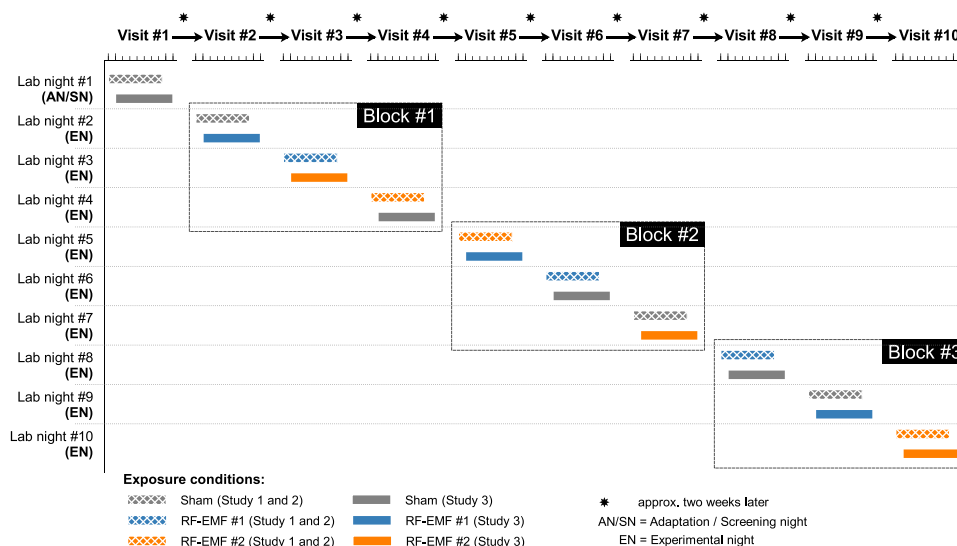 Visit #1 Visit #2 Visit #3 Visit #4 Visit #5 Visit #6 Visit #7 Visit #8 Visit #9 Visit #10
Lab night #1
(AN/SN)
Lab night #2
(EN)
Block #1
Lab night #3
(EN)
Lab night #4
(EN)
Lab night #5
(EN)
Block #2
Lab night #6
(EN)
Lab night #7
(EN)
Lab night #8
(EN)
Block #3
Lab night #9
(EN)
Lab night #10
(EN)
Exposure conditions:
Sham (Study 1 and 2) Sham (Study 3) approx. two weeks later
RF-EMF #1 (Study 1 and 2) RF-EMF #1 (Study 3) AN/SN = Adaptation / Screening night
RF-EMF #2 (Study 1 and 2) RF-EMF #2 (Study 3) EN = Experimental night